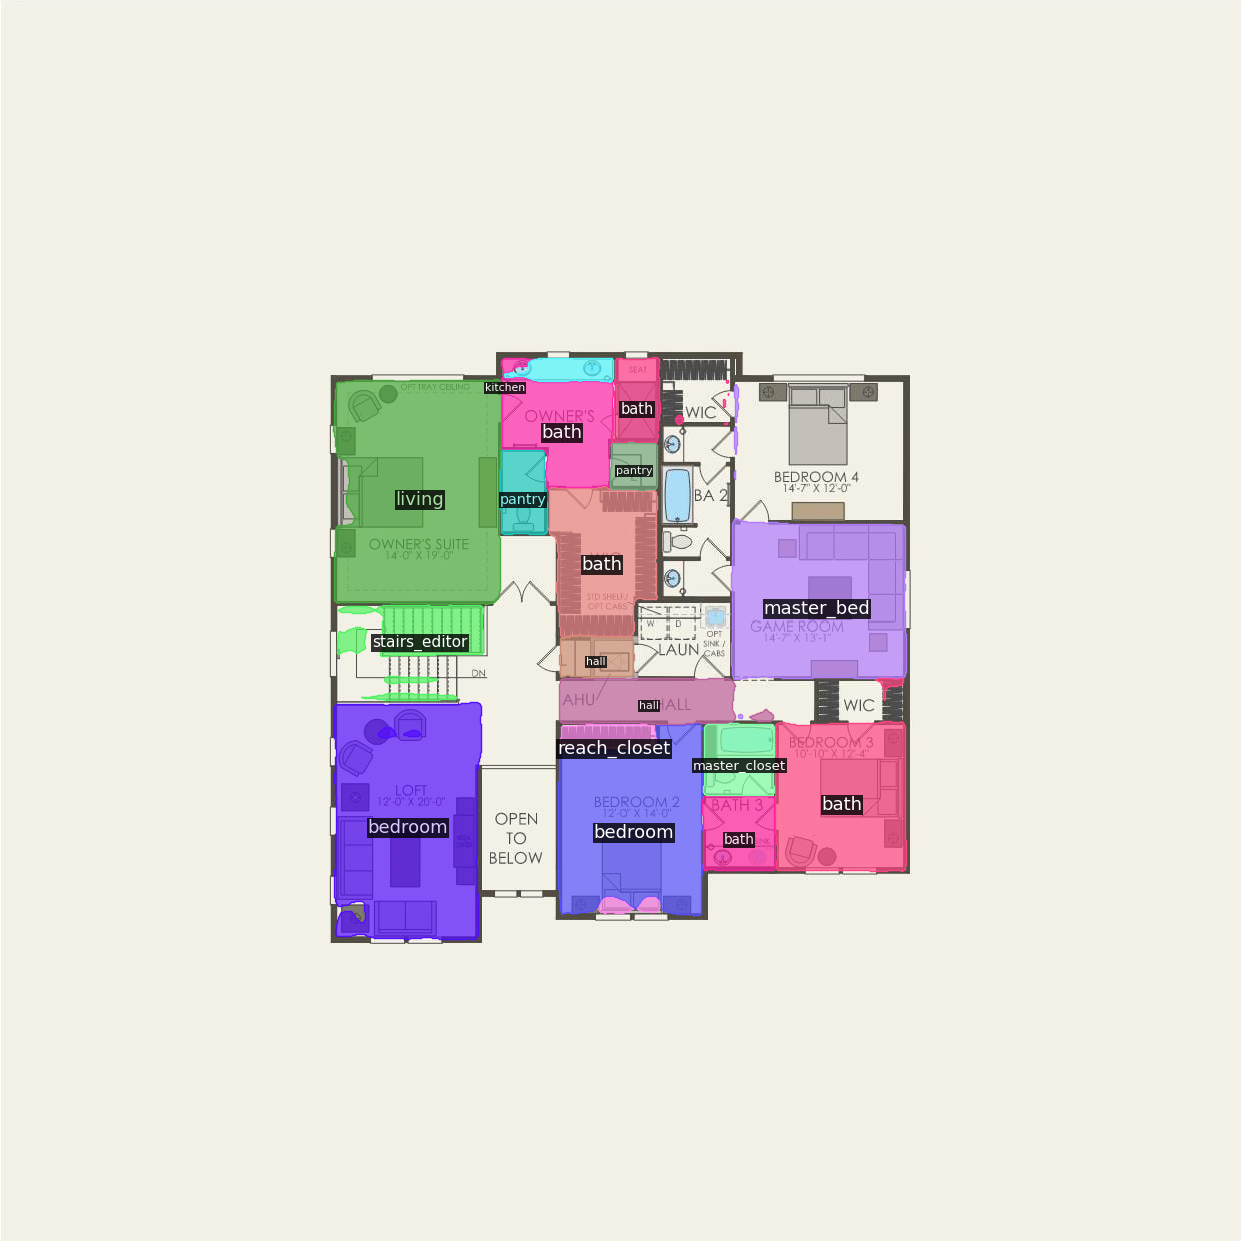 OPT TRAY CEILING
kitchen
SEAT
OWNER'S
bath
bath
WIC
pantry
pantry
BEDROOM 4
14'-7" X 12'-0"
BA 2
living
OWNER'S SUITE
14'-0" X 19'-0"
bath
STD SHELF./
OPT CABS
master_bed
GAME ROOM
14'-7" X 13'-1"
W
D
OPT
SINK /
CABS
LAUN
stairs_editor
DN
hall
AHU
hall
HALL
WIC
reach_closet
BEDROOM 3
10'-10" X 12'-4"
master_closet
LOFT
12'-0" X 20'-0"
bedroom
BEDROOM 2
12'-0" X 14'-0"
bedroom
BATH 3
bath
bath
OPEN
TO
BELOW